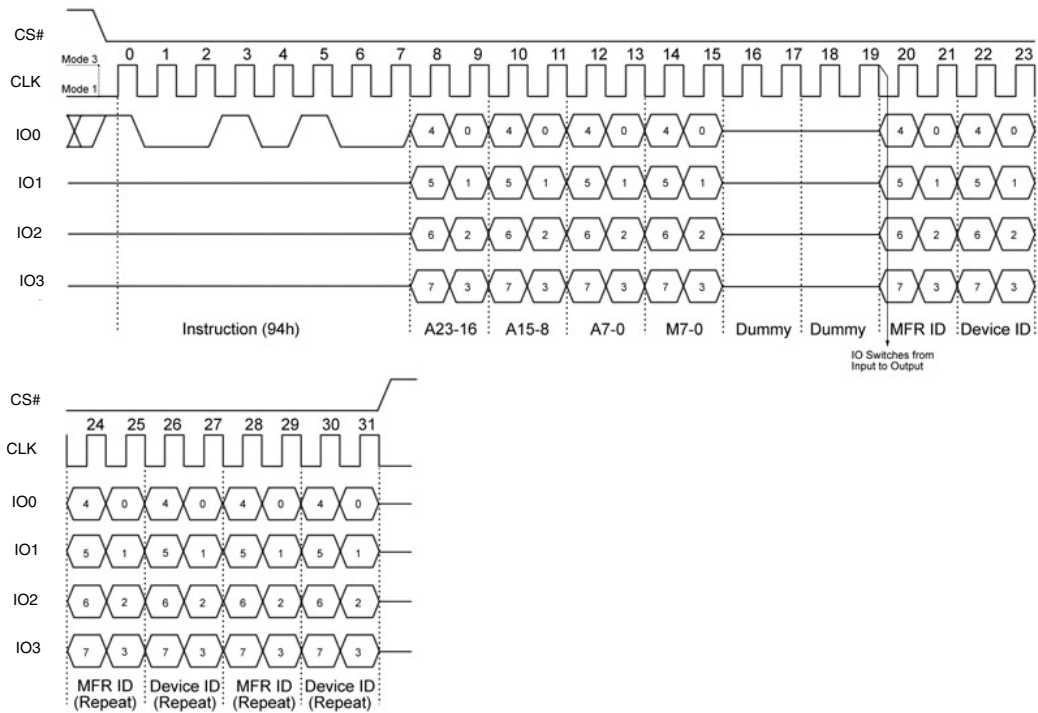 CS#
0 1 2 3 4 5 6 7 8 9 10 11 12 13 14 15 16 17 18 19 20 21 22 23
Mode 3
CLK
Mode 1
IO0 4 0 4 0 4 0 4 0 4 0 4 0
IO1 5 1 5 1 5 1 5 1 5 1 5 1
IO2 6 2 6 2 6 2 6 2 6 2 6 2
IO3 7 3 7 3 7 3 7 3 7 3 7 3
Instruction (94h) A23-16 A15-8 A7-0 M7-0 Dummy Dummy MFR ID Device ID
IO Switches from
Input to Output
CS#
24 25 26 27 28 29 30 31
CLK
IO0 4 0 4 0 4 0 4 0
IO1 5 1 5 1 5 1 5 1
IO2 6 2 6 2 6 2 6 2
IO3 7 3 7 3 7 3 7 3
MFR ID Device ID MFR ID Device ID
(Repeat) (Repeat) (Repeat) (Repeat)